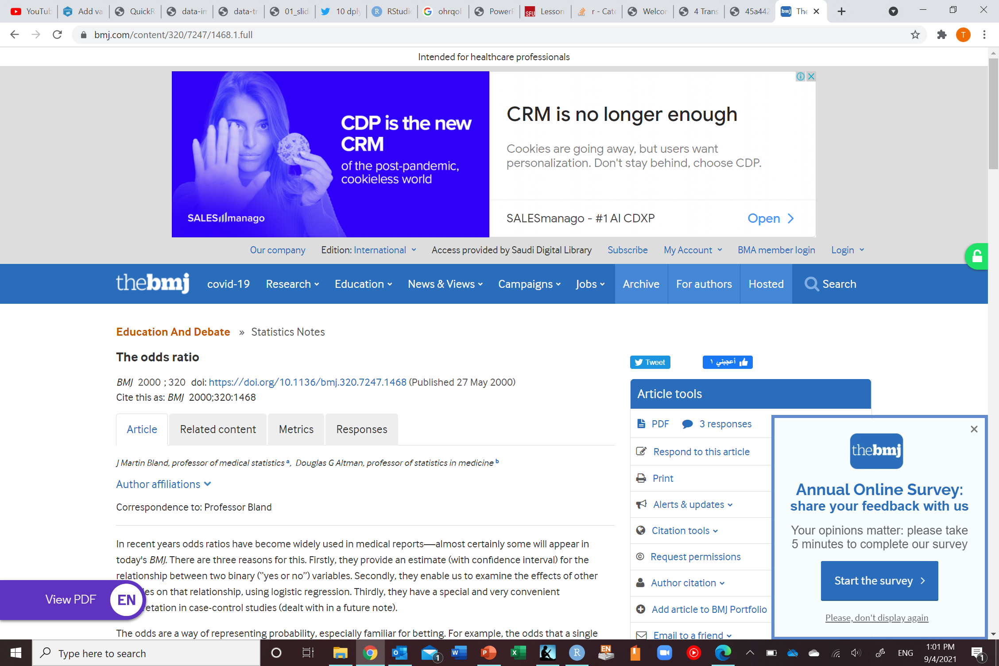 YouTub
Add va
QuickR
data-im
data-tr
01_slid
10 dply
RStudio
ohrqol
PowerP
SFU Lesson
r - Cate
Welcom
4 Trans
45a442
bmj The
bmj.com/content/320/7247/1468.1.full
T
Intended for healthcare professionals
CDP is the new
CRM
of the post-pandemic,
cookieless world
SALESmanago
CRM is no longer enough
Cookies are going away, but users want
personalization. Don't stay behind, choose CDP.
SALESmanago - #1 AI CDXP
Open
Our company Edition: International Access provided by Saudi Digital Library Subscribe My Account BMA member login Login
thebmj covid-19 Research Education News & Views Campaigns Jobs Archive For authors Hosted Search
Education And Debate » Statistics Notes
The odds ratio
BMJ 2000 ; 320 doi: https://doi.org/10.1136/bmj.320.7247.1468 (Published 27 May 2000)
Cite this as: BMJ 2000;320:1468
Article Related content Metrics Responses
J Martin Bland, professor of medical statistics a, Douglas G Altman, professor of statistics in medicine b
Author affiliations
Correspondence to: Professor Bland
In recent years odds ratios have become widely used in medical reports—almost certainly some will appear in
today's BMJ. There are three reasons for this. Firstly, they provide an estimate (with confidence interval) for the
relationship between two binary ("yes or no") variables. Secondly, they enable us to examine the effects of other
les on that relationship, using logistic regression. Thirdly, they have a special and very convenient
retation in case-control studies (dealt with in a future note).
The odds are a way of representing probability, especially familiar for betting. For example, the odds that a single
View PDF EN
Tweet
أعجبني ١
Article tools
PDF 3 responses
Respond to this article
Print
Alerts & updates
Citation tools
Request permissions
Author citation
Add article to BMJ Portfolio
Email to a friend
thebmj
Annual Online Survey:
share your feedback with us
Your opinions matter: please take
5 minutes to complete our survey
Start the survey
Please, don't display again
Type here to search
1
EN
ENG
1:01 PM
9/4/2021
1